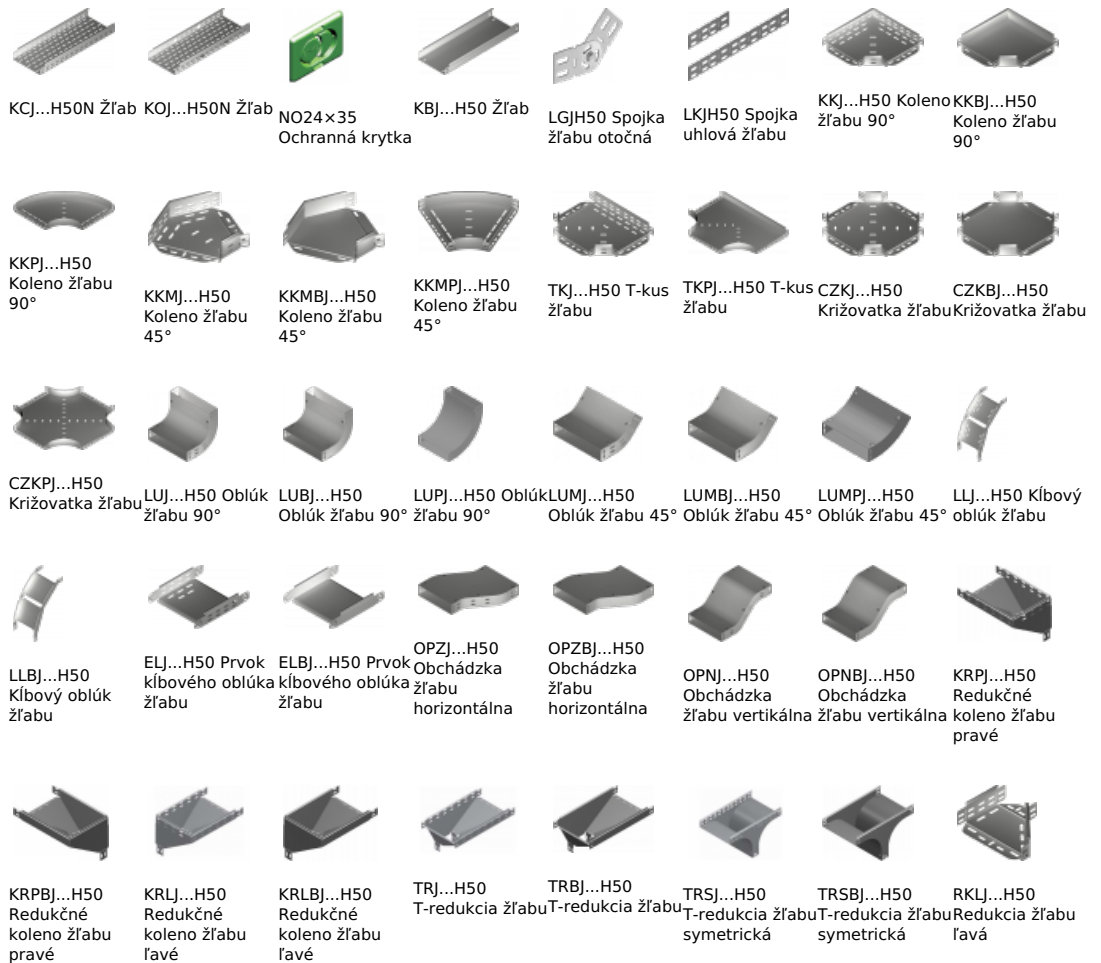 KCJ...H50N Žľab
KOJ...H50N Žľab
NO24×35
Ochranná krytka
KBJ...H50 Žľab
LGJH50 Spojka
žľabu otočná
LKJH50 Spojka
uhlová žľabu
KKJ...H50 Koleno
žľabu 90°
KKBJ...H50
Koleno žľabu
90°
KKPJ...H50
Koleno žľabu
90°
KKMJ...H50
Koleno žľabu
45°
KKMBJ...H50
Koleno žľabu
45°
KKMPJ...H50
Koleno žľabu
45°
TKJ...H50 T-kus
žľabu
TKPJ...H50 T-kus
žľabu
CZKJ...H50
Križovatka žľabu
CZKBJ...H50
Križovatka žľabu
CZKPJ...H50
Križovatka žľabu
LUJ...H50 Oblúk
žľabu 90°
LUBJ...H50
Oblúk žľabu 90°
LUPJ...H50 Oblúk
žľabu 90°
LUMJ...H50
Oblúk žľabu 45°
LUMBJ...H50
Oblúk žľabu 45°
LUMPJ...H50
Oblúk žľabu 45°
LLJ...H50 Kĺbový
oblúk žľabu
LLBJ...H50
Kĺbový oblúk
žľabu
ELJ...H50 Prvok
kĺbového oblúka
žľabu
ELBJ...H50 Prvok
kĺbového oblúka
žľabu
OPZJ...H50
Obchádzka
žľabu
horizontálna
OPZBJ...H50
Obchádzka
žľabu
horizontálna
OPNJ...H50
Obchádzka
žľabu vertikálna
OPNBJ...H50
Obchádzka
žľabu vertikálna
KRPJ...H50
Redukčné
koleno žľabu
pravé
KRPBJ...H50
Redukčné
koleno žľabu
pravé
KRLJ...H50
Redukčné
koleno žľabu
ľavé
KRLBJ...H50
Redukčné
koleno žľabu
ľavé
TRJ...H50
T-redukcia žľabu
TRBJ...H50
T-redukcia žľabu
TRSJ...H50
T-redukcia žľabu
symetrická
TRSBJ...H50
T-redukcia žľabu
symetrická
RKLJ...H50
Redukcia žľabu
ľavá